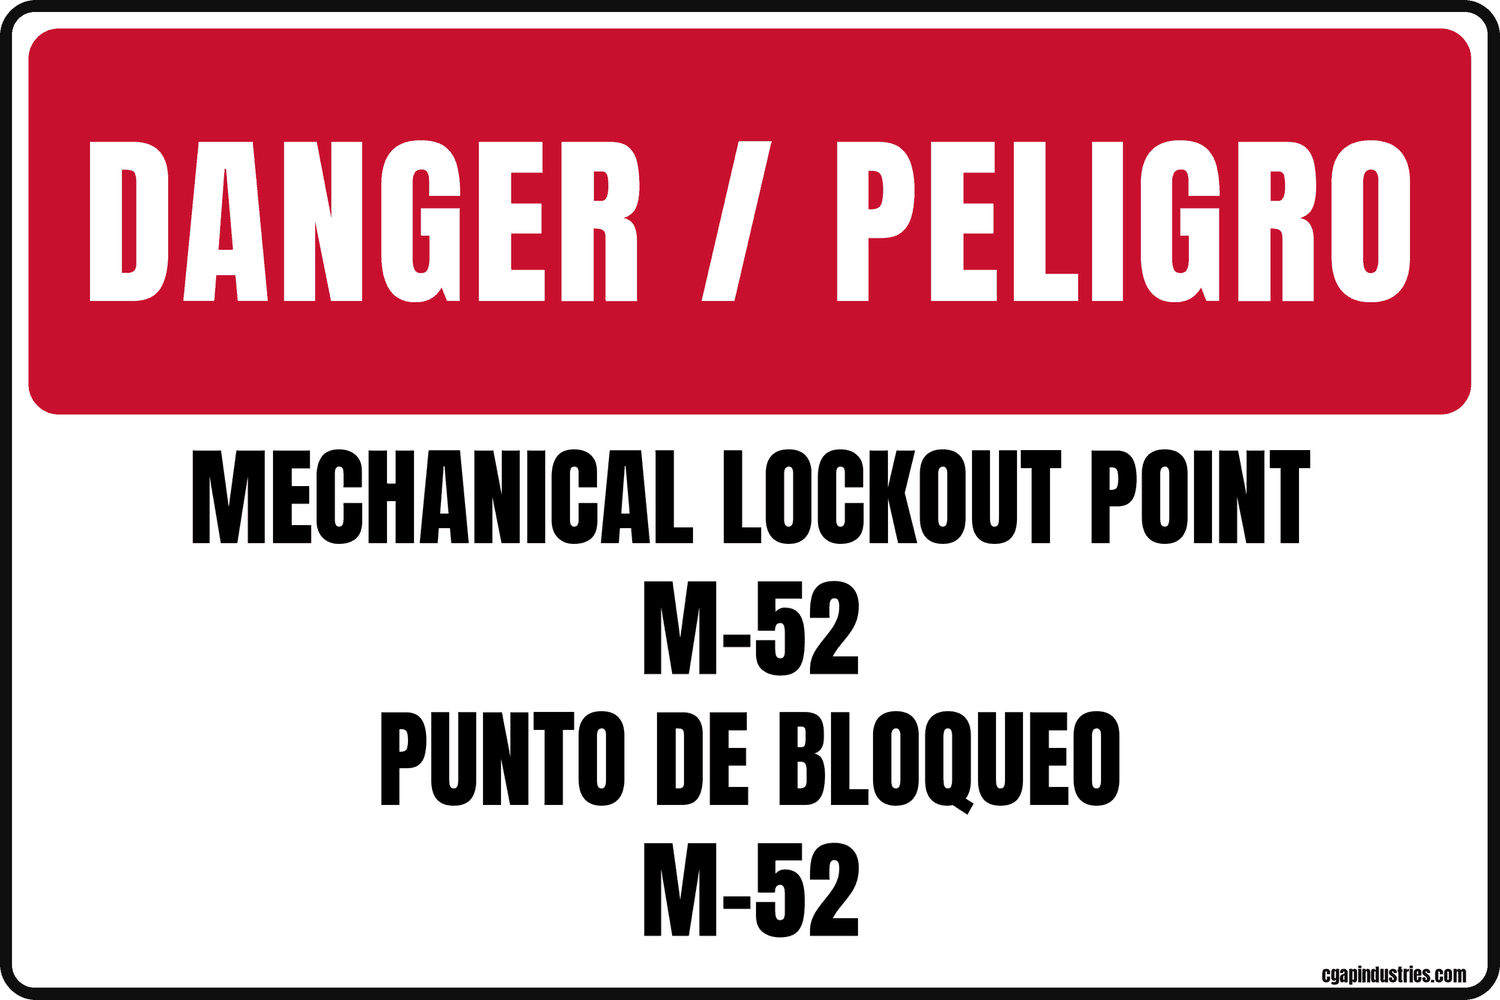 DANGER / PELIGRO
MECHANICAL LOCKOUT POINT
M-52
PUNTO DE BLOQUEO
M-52
cgapindustries.com